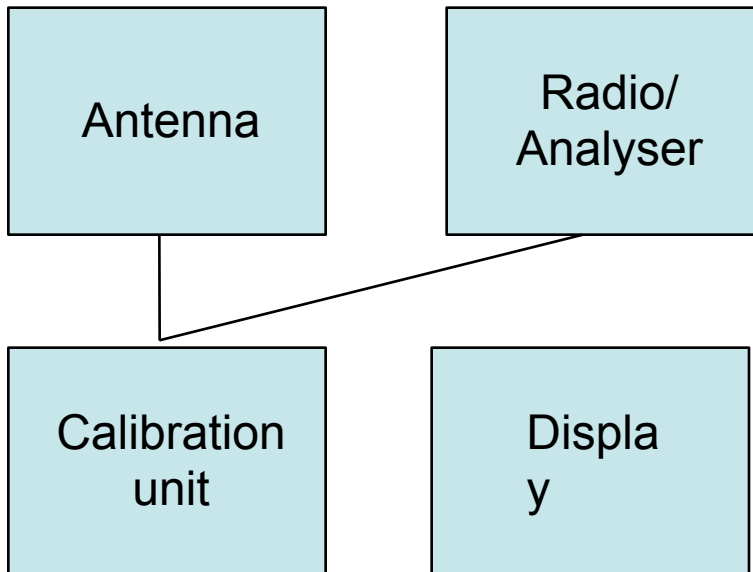 Antenna
Radio/
Analyser
Calibration
unit
Displa
y